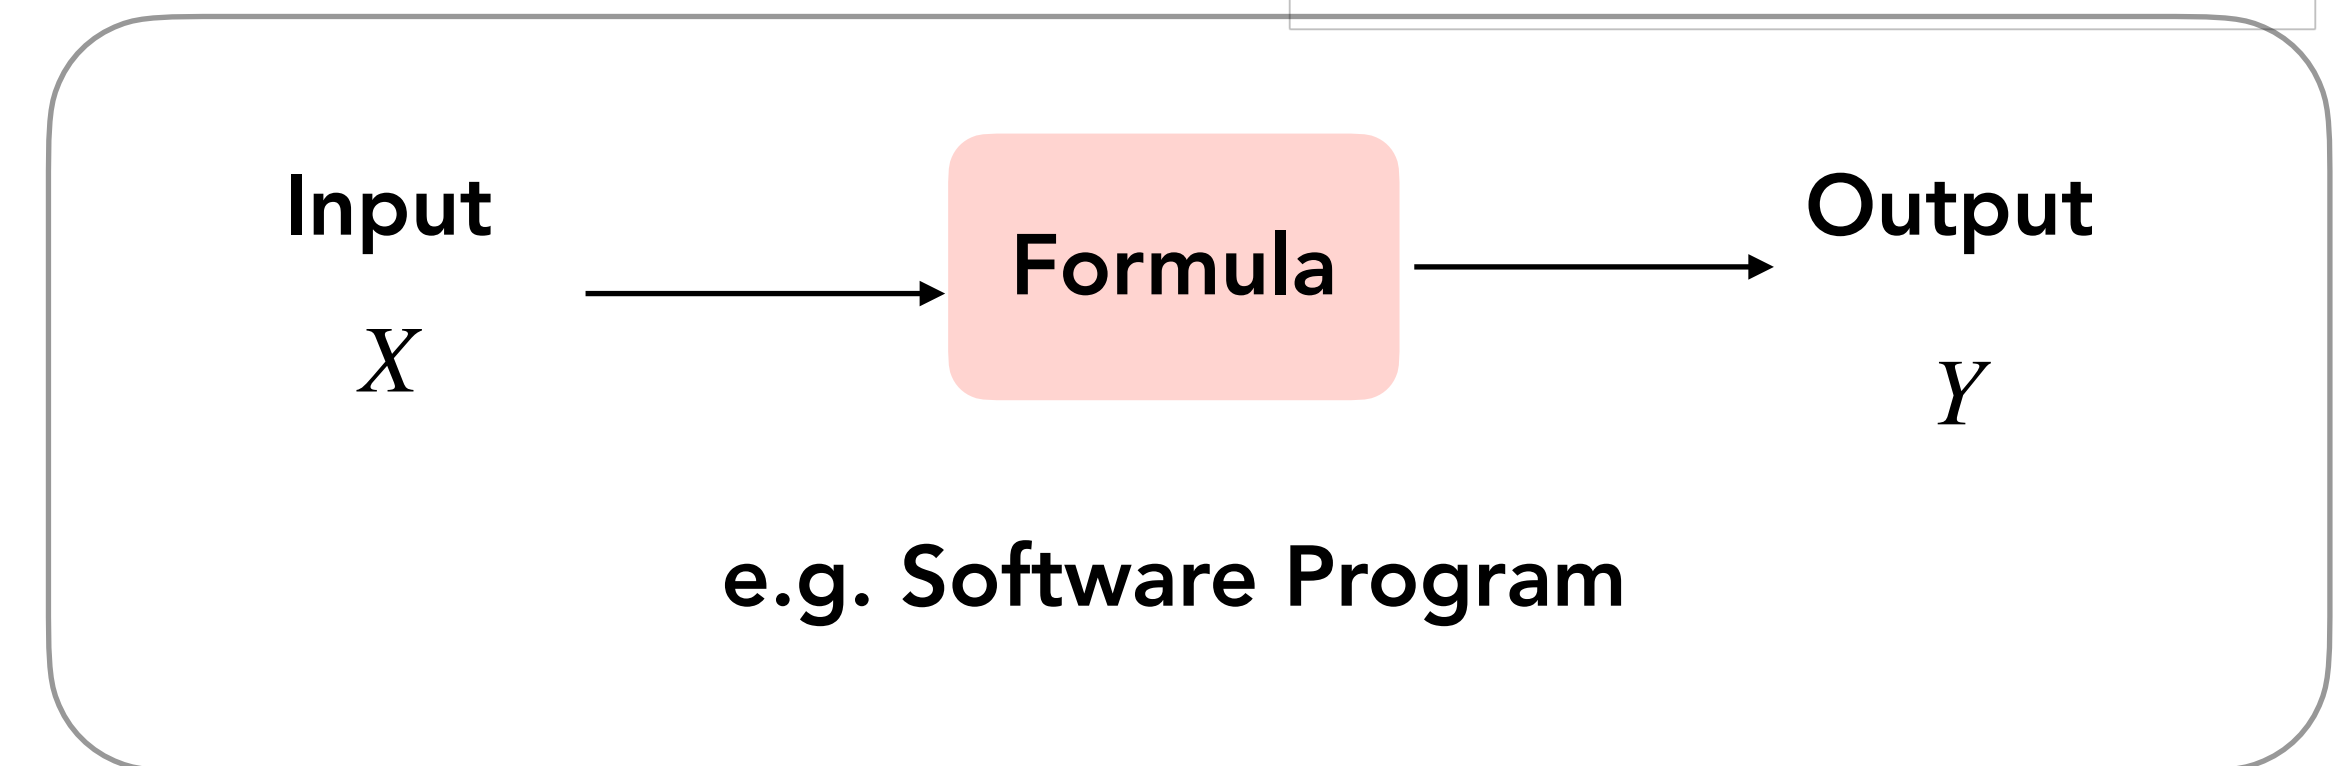 Input
Formula
Output
X
Y
e.g. Software Program